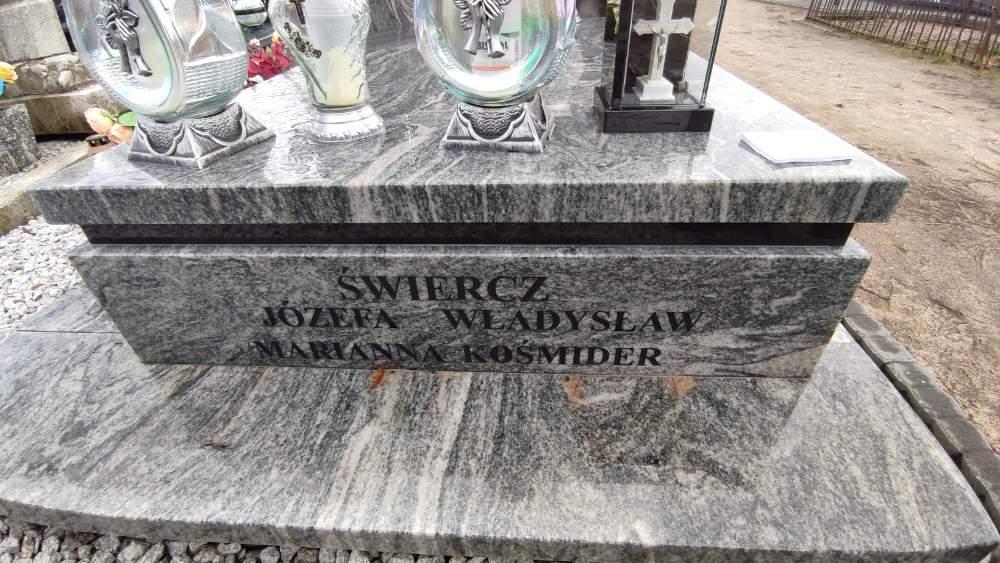 ŚWIERCZ
JÓZEFA WŁADYSŁAW
MARIANNA KOŚMIDER